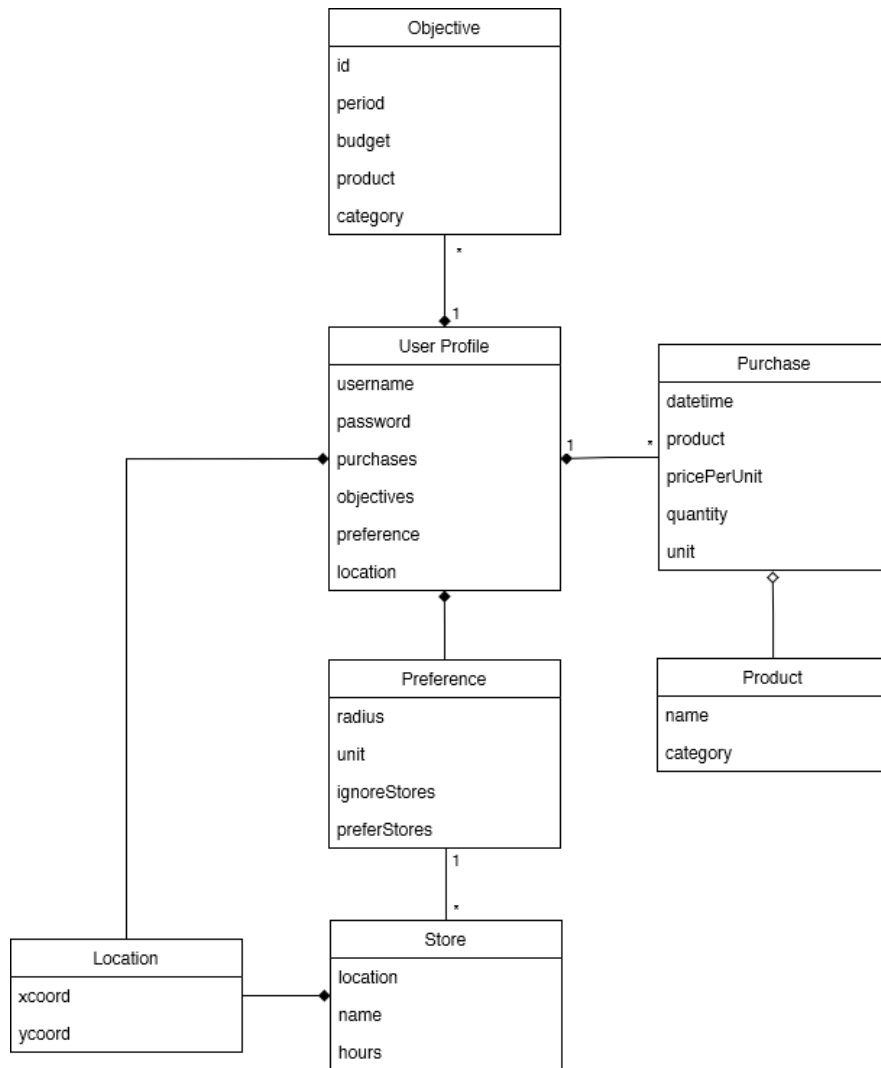 Objective
id
period
budget
product
category
*
1
User Profile
username
password
purchases
objectives
preference
location
1
*
Purchase
datetime
product
pricePerUnit
quantity
unit
Product
name
category
Preference
radius
unit
ignoreStores
preferStores
1
*
Store
location
name
hours
Location
xcoord
ycoord